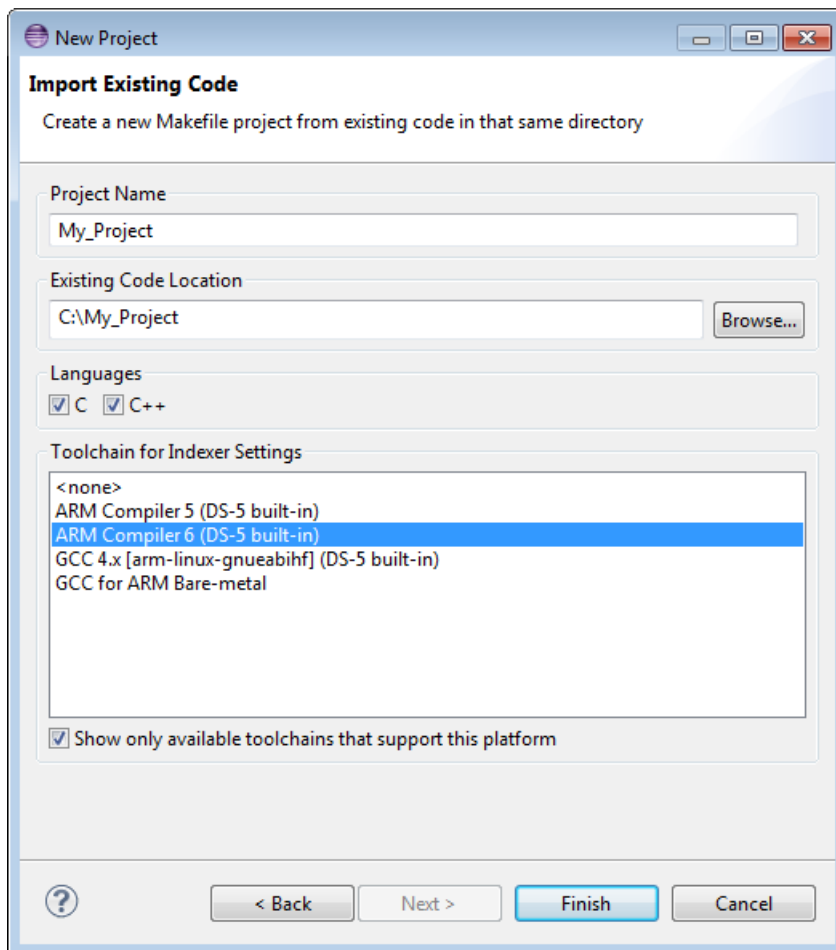 New Project
Import Existing Code
Create a new Makefile project from existing code in that same directory
Project Name
My_Project
Existing Code Location
C:\My_Project
Browse...
Languages
C C++
Toolchain for Indexer Settings
<none>
ARM Compiler 5 (DS-5 built-in)
ARM Compiler 6 (DS-5 built-in)
GCC 4.x [arm-linux-gnueabihf] (DS-5 built-in)
GCC for ARM Bare-metal
Show only available toolchains that support this platform
? < Back Next > Finish Cancel